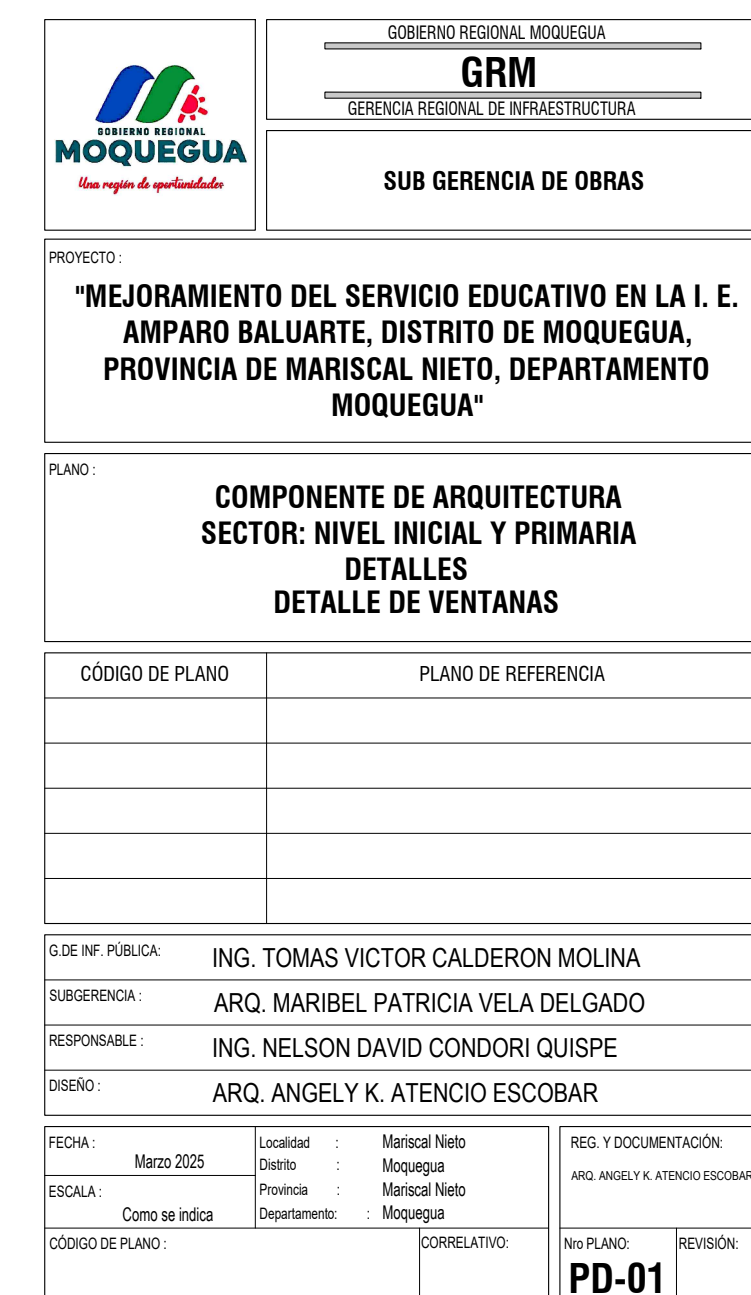 GOBIERNO REGIONAL
MOQUEGUA
Una región de oportunidades
GOBIERNO REGIONAL MOQUEGUA
GRM
GERENCIA REGIONAL DE INFRAESTRUCTURA
SUB GERENCIA DE OBRAS
PROYECTO :
"MEJORAMIENTO DEL SERVICIO EDUCATIVO EN LA I. E.
AMPARO BALUARTE, DISTRITO DE MOQUEGUA,
PROVINCIA DE MARISCAL NIETO, DEPARTAMENTO
MOQUEGUA"
PLANO :
COMPONENTE DE ARQUITECTURA
SECTOR: NIVEL INICIAL Y PRIMARIA
DETALLES
DETALLE DE VENTANAS
CÓDIGO DE PLANO PLANO DE REFERENCIA
G.DE INF. PÚBLICA: ING. TOMAS VICTOR CALDERON MOLINA
SUBGERENCIA : ARQ. MARIBEL PATRICIA VELA DELGADO
RESPONSABLE : ING. NELSON DAVID CONDORI QUISPE
DISEÑO : ARQ. ANGELY K. ATENCIO ESCOBAR
FECHA :
Marzo 2025
ESCALA :
Como se indica
Localidad : Mariscal Nieto
Distrito : Moquegua
Provincia : Mariscal Nieto
Departamento: : Moquegua
REG. Y DOCUMENTACIÓN:
ARQ. ANGELY K. ATENCIO ESCOBAR
CÓDIGO DE PLANO :
CORRELATIVO:
Nro PLANO:
PD-01
REVISIÓN: